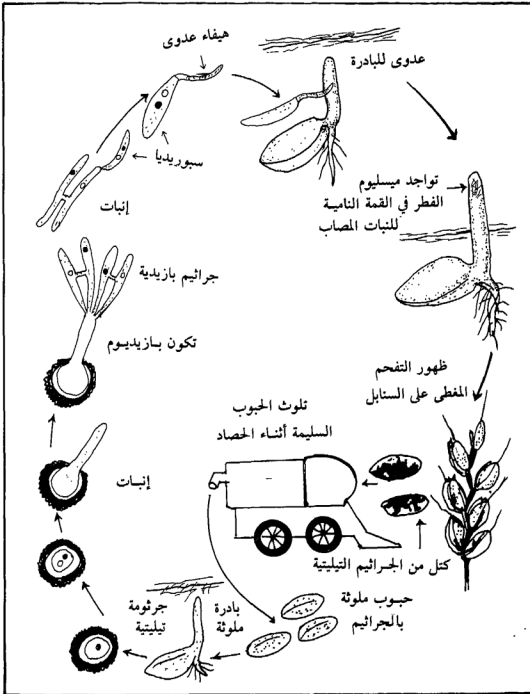 هيفاء عدوى
عدوى للبادرة
سبوريديا
إنبات
تواجد ميسليوم
الفطر في القمة النامية
للنبات المصاب
جراثيم بازيدية
تكون بازيديوم
ظهور التفحم
المغطى على السنابل
تلوث الحبوب
السليمة أثناء الحصاد
إنبات
كتل من الجراثيم التيليتية
حبوب ملوثة
بالجراثيم
بادرة
ملوثة
جرثومة
تيليتية